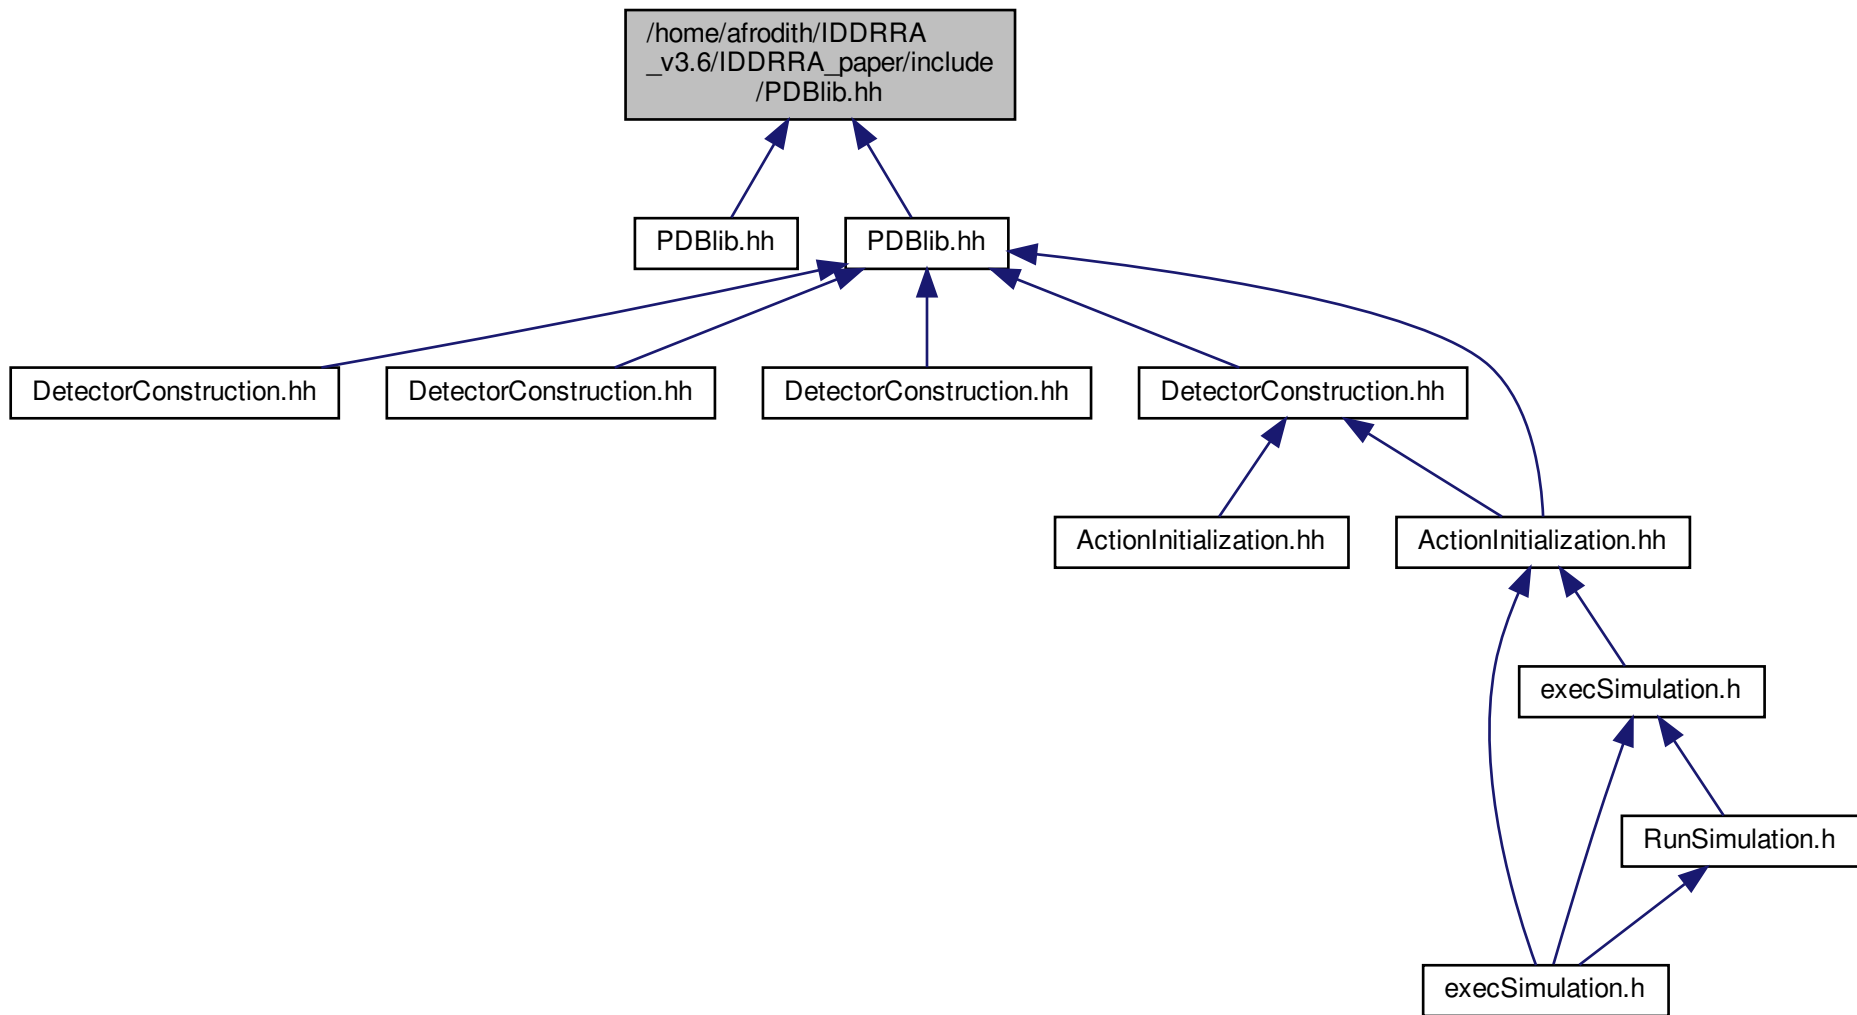 /home/afrodith/IDDRRA
_v3.6/IDDRRA_paper/include
/PDBlib.hh
PDBlib.hh
PDBlib.hh
DetectorConstruction.hh
DetectorConstruction.hh
DetectorConstruction.hh
DetectorConstruction.hh
ActionInitialization.hh
ActionInitialization.hh
execSimulation.h
RunSimulation.h
execSimulation.h